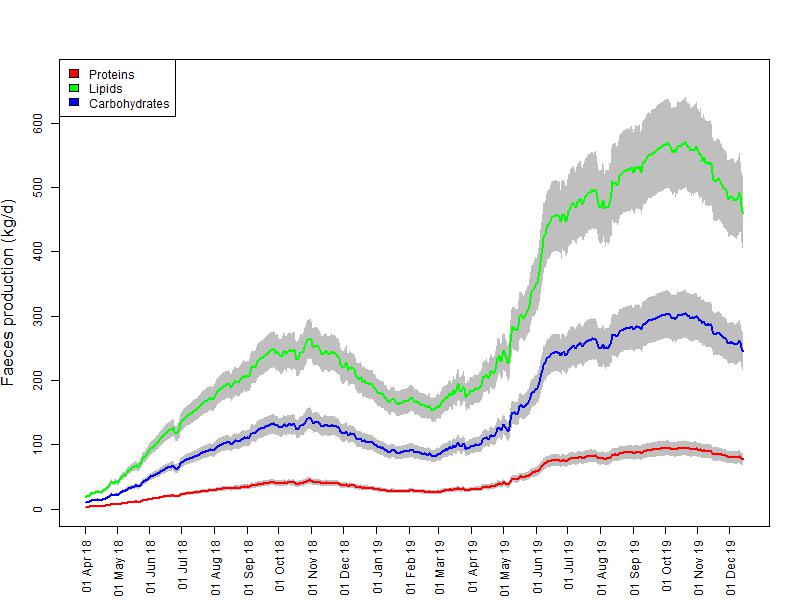 Proteins
Lipids
Carbohydrates
Faeces production (kg/d)
600
500
400
300
200
100
0
01 Apr 18
01 May 18
01 Jun 18
01 Jul 18
01 Aug 18
01 Sep 18
01 Oct 18
01 Nov 18
01 Dec 18
01 Jan 19
01 Feb 19
01 Mar 19
01 Apr 19
01 May 19
01 Jun 19
01 Jul 19
01 Aug 19
01 Sep 19
01 Oct 19
01 Nov 19
01 Dec 19